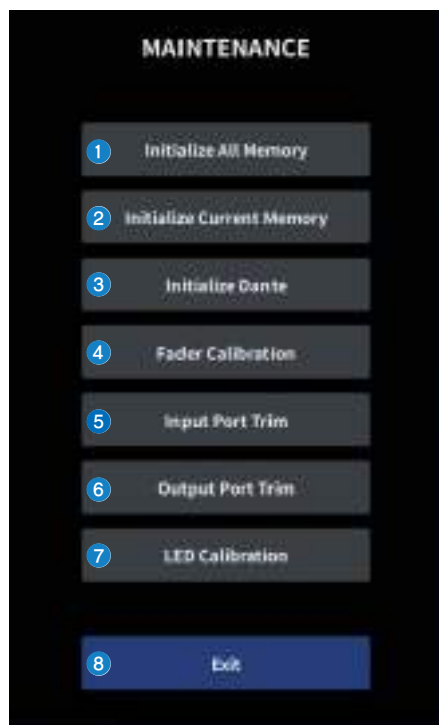 MAINTENANCE
1 Initialize All Memory
2 Initialize Current Memory
3 Initialize Dante
4 Fader Calibration
5 Input Port Trim
6 Output Port Trim
7 LED Calibration
8 Exit